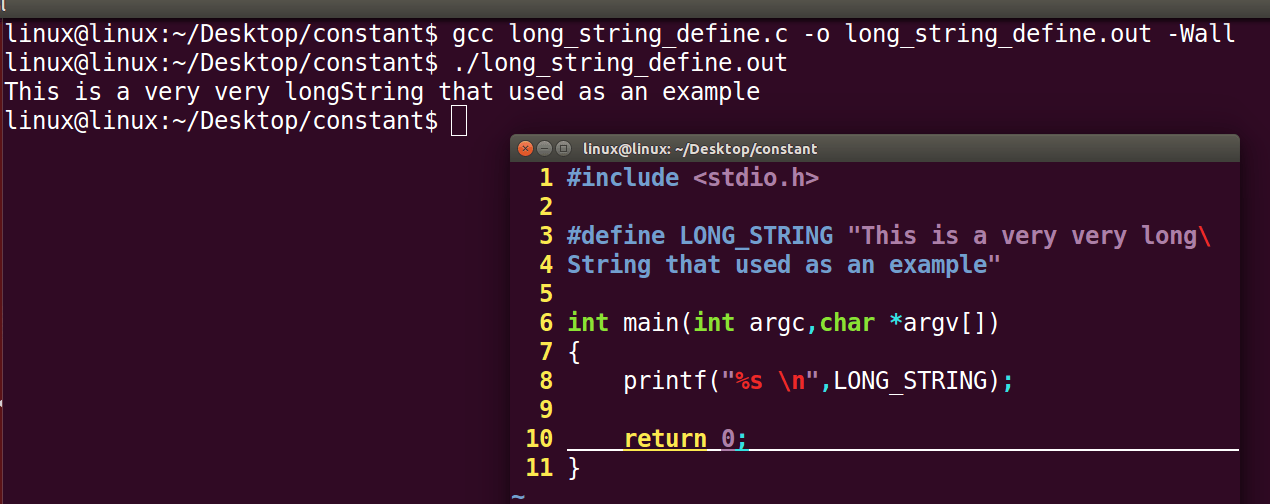 linux@linux:~/Desktop/constant$ gcc long_string_define.c -o long_string_define.out -Wall
linux@linux:~/Desktop/constant$ ./long_string_define.out
This is a very very longString that used as an example
linux@linux:~/Desktop/constant$
linux@linux: ~/Desktop/constant
1 #include <stdio.h>
2
3 #define LONG_STRING "This is a very very long\
4 String that used as an example"
5
6 int main(int argc,char *argv[])
7 {
8     printf("%s \n",LONG_STRING);
9
10     return 0;
11 }
~